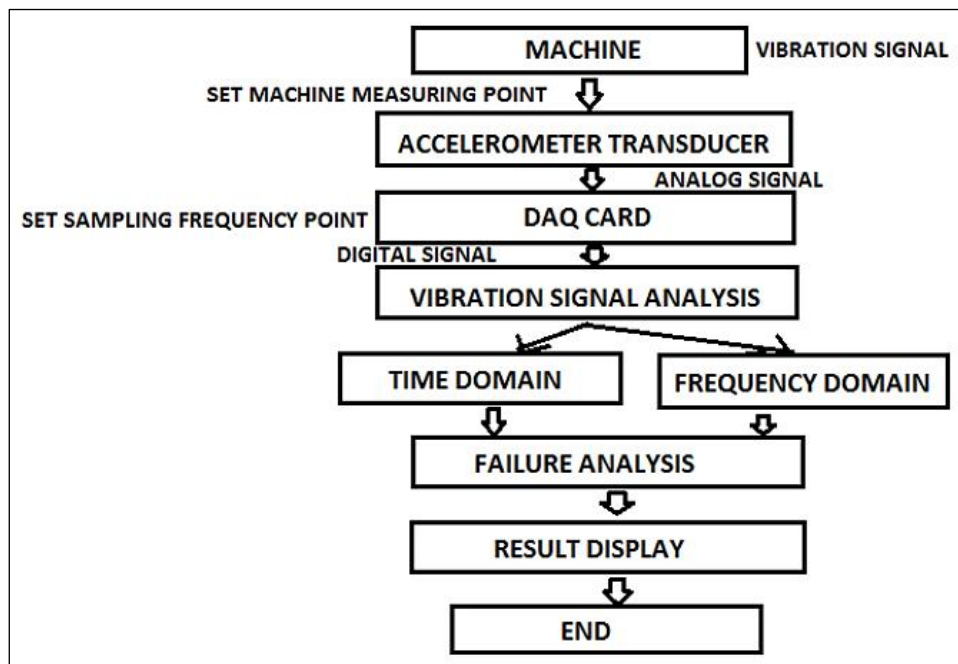 MACHINE
VIBRATION SIGNAL
SET MACHINE MEASURING POINT
ACCELEROMETER TRANSDUCER
ANALOG SIGNAL
SET SAMPLING FREQUENCY POINT
DAQ CARD
DIGITAL SIGNAL
VIBRATION SIGNAL ANALYSIS
TIME DOMAIN
FREQUENCY DOMAIN
FAILURE ANALYSIS
RESULT DISPLAY
END